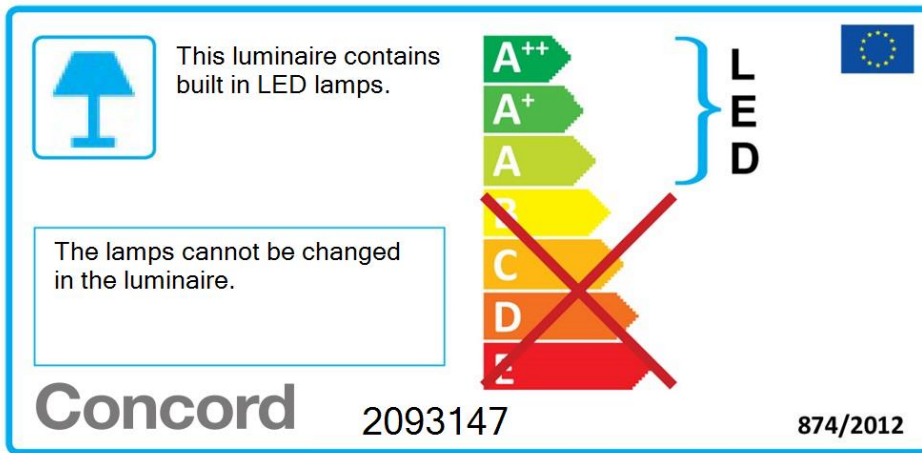 This luminaire contains
built in LED lamps.
A++
A+
A
B
C
D
E
L
E
D
The lamps cannot be changed
in the luminaire.
Concord
2093147
874/2012